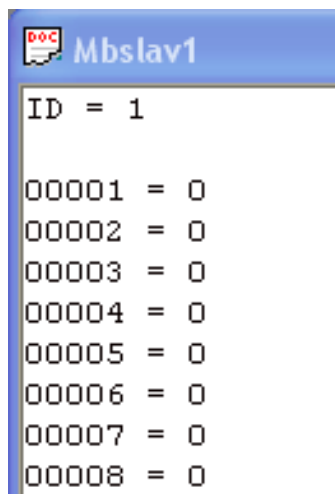 DOC
Mbslav1
ID = 1
00001 = 0
00002 = 0
00003 = 0
00004 = 0
00005 = 0
00006 = 0
00007 = 0
00008 = 0